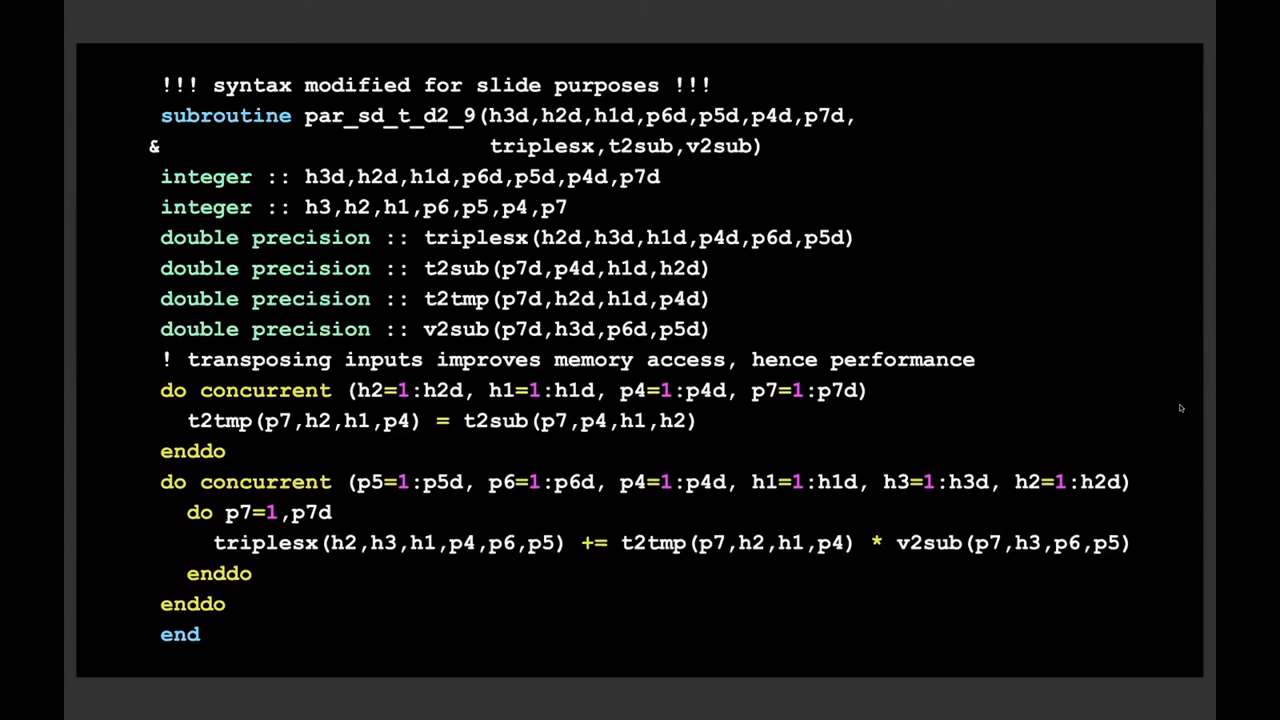 !!! syntax modified for slide purposes !!!
subroutine par_sd_t_d2_9(h3d,h2d,h1d,p6d,p5d,p4d,p7d,
& triplesx,t2sub,v2sub)
integer :: h3d,h2d,h1d,p6d,p5d,p4d,p7d
integer :: h3,h2,h1,p6,p5,p4,p7
double precision :: triplesx(h2d,h3d,h1d,p4d,p6d,p5d)
double precision :: t2sub(p7d,p4d,h1d,h2d)
double precision :: t2tmp(p7d,h2d,h1d,p4d)
double precision :: v2sub(p7d,h3d,p6d,p5d)
! transposing inputs improves memory access, hence performance
do concurrent (h2=1:h2d, h1=1:h1d, p4=1:p4d, p7=1:p7d)
t2tmp(p7,h2,h1,p4) = t2sub(p7,p4,h1,h2)
enddo
do concurrent (p5=1:p5d, p6=1:p6d, p4=1:p4d, h1=1:h1d, h3=1:h3d, h2=1:h2d)
do p7=1,p7d
triplesx(h2,h3,h1,p4,p6,p5) += t2tmp(p7,h2,h1,p4) * v2sub(p7,h3,p6,p5)
enddo
enddo
end